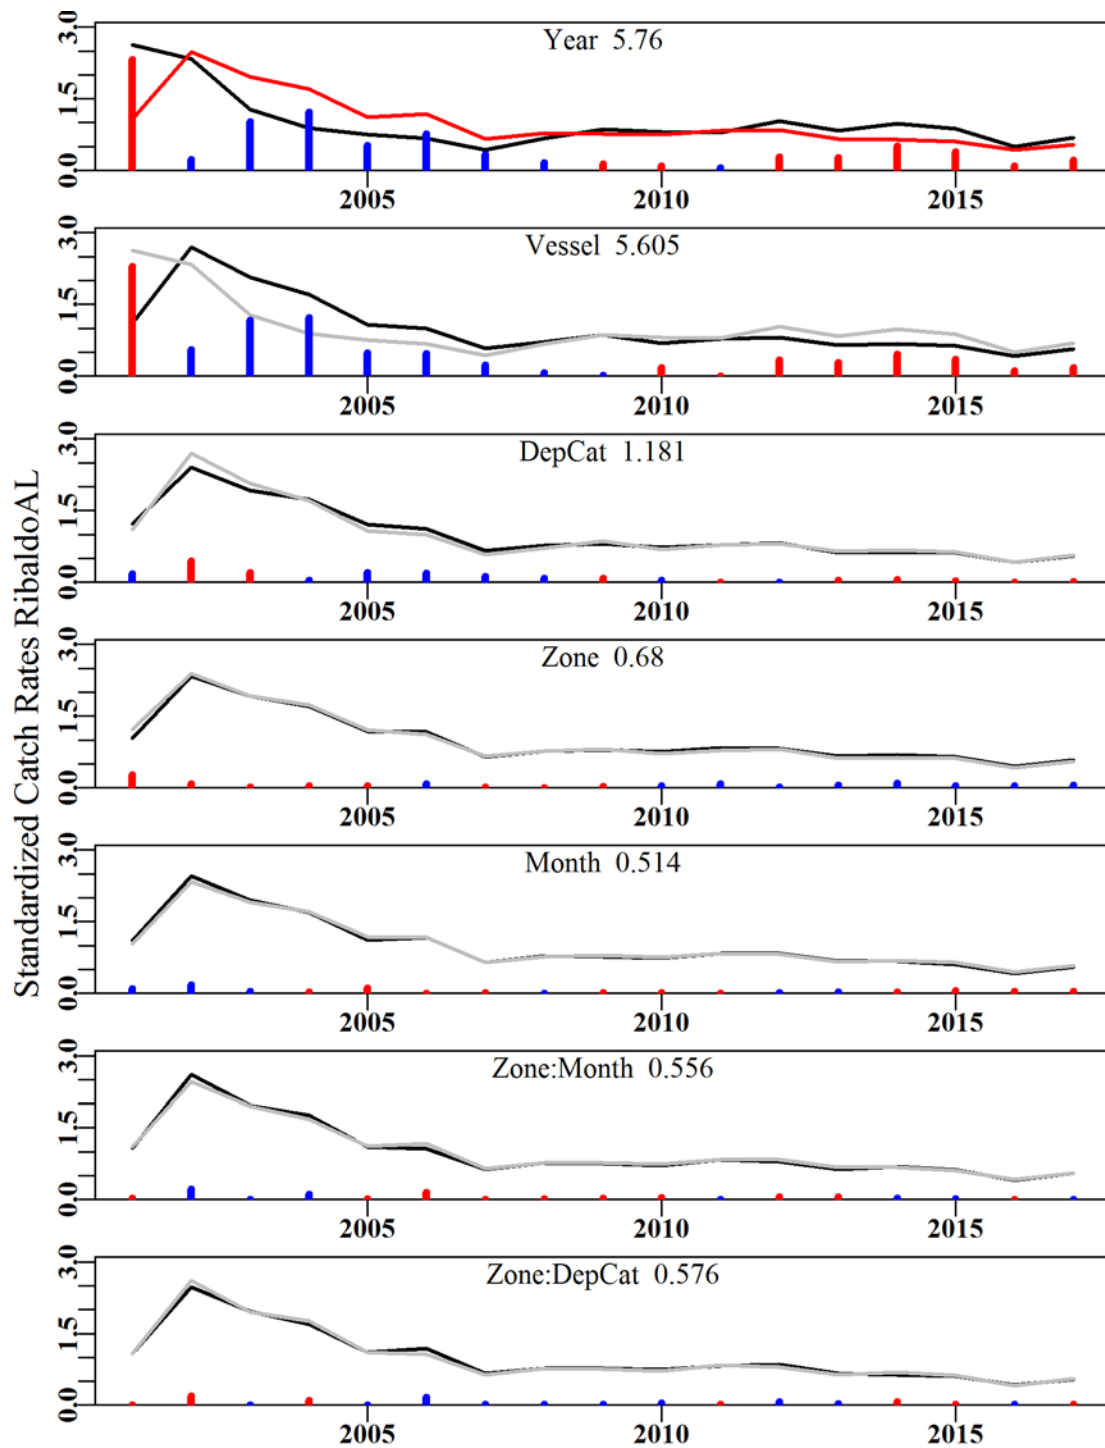 Standardized Catch Rates RibaldoAL
Year 5.76
0.0 1.5 3.0
2005 2010 2015
Vessel 5.605
0.0 1.5 3.0
2005 2010 2015
DepCat 1.181
0.0 1.5 3.0
2005 2010 2015
Zone 0.68
0.0 1.5 3.0
2005 2010 2015
Month 0.514
0.0 1.5 3.0
2005 2010 2015
Zone:Month 0.556
0.0 1.5 3.0
2005 2010 2015
Zone:DepCat 0.576
0.0 1.5 3.0
2005 2010 2015